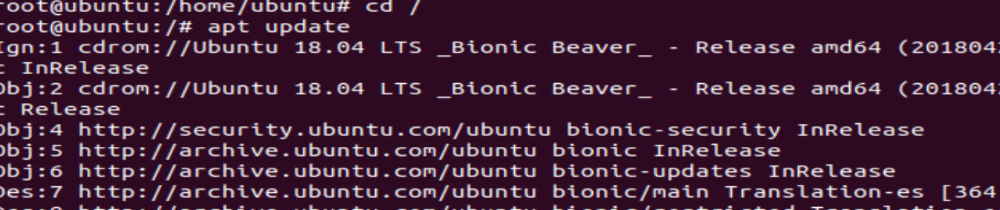 root@ubuntu:/home/ubuntu# cd /
root@ubuntu:/# apt update
Ign:1 cdrom://Ubuntu 18.04 LTS _Bionic Beaver_ - Release amd64 (201804
c InRelease
Obj:2 cdrom://Ubuntu 18.04 LTS _Bionic Beaver_ - Release amd64 (201804
c Release
Obj:4 http://security.ubuntu.com/ubuntu bionic-security InRelease
Obj:5 http://archive.ubuntu.com/ubuntu bionic InRelease
Obj:6 http://archive.ubuntu.com/ubuntu bionic-updates InRelease
Des:7 http://archive.ubuntu.com/ubuntu bionic/main Translation-es [364